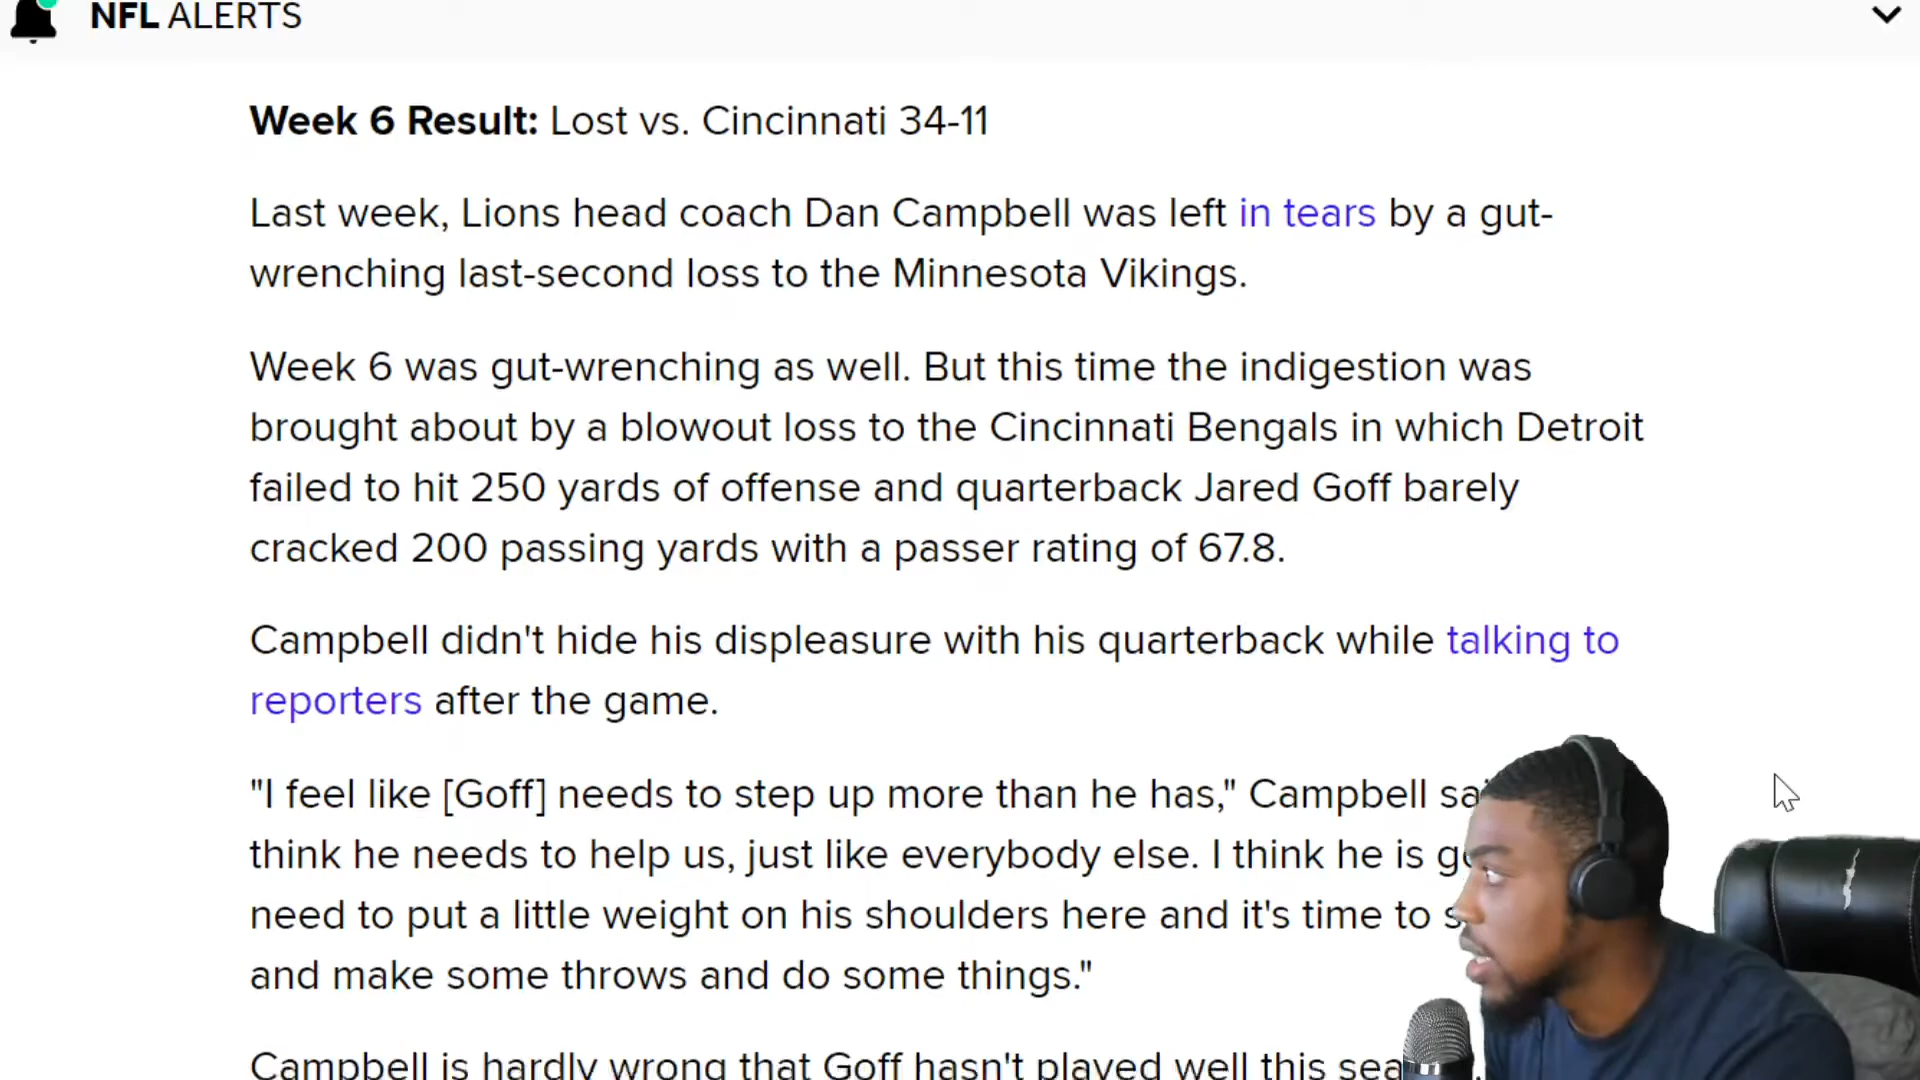 NFL ALERTS
Week 6 Result: Lost vs. Cincinnati 34-11
Last week, Lions head coach Dan Campbell was left in tears by a gut-
wrenching last-second loss to the Minnesota Vikings.
Week 6 was gut-wrenching as well. But this time the indigestion was
brought about by a blowout loss to the Cincinnati Bengals in which Detroit
failed to hit 250 yards of offense and quarterback Jared Goff barely
cracked 200 passing yards with a passer rating of 67.8.
Campbell didn't hide his displeasure with his quarterback while talking to
reporters after the game.
"I feel like [Goff] needs to step up more than he has," Campbell
think he needs to help us, just like everybody else. I think he is
need to put a little weight on his shoulders here and it's time to
and make some throws and do some things."
Campbell is hardly wrong that Goff hasn't played well this